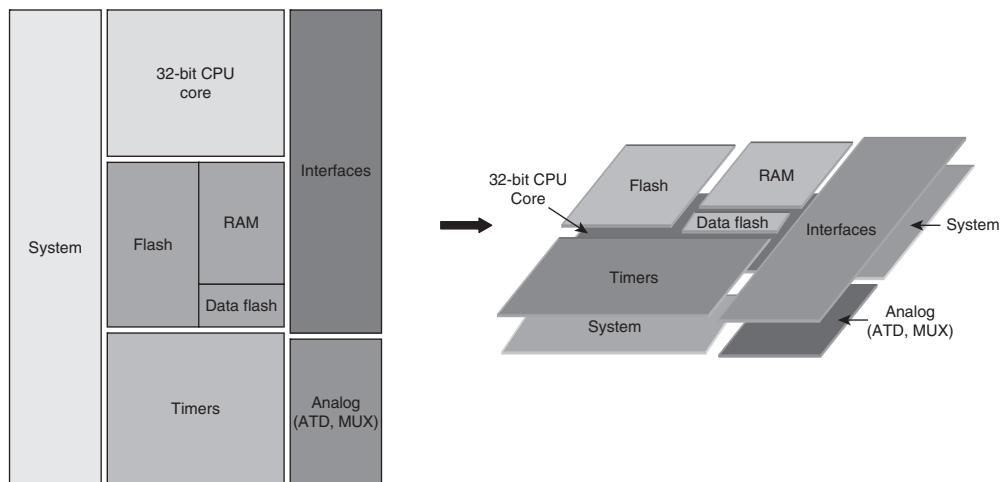 32-bit CPU
core
System
Flash
RAM
Data flash
Timers
Interfaces
Analog
(ATD, MUX)
32-bit CPU
Core
Flash
RAM
Data flash
Timers
System
Interfaces
System
Analog
(ATD, MUX)